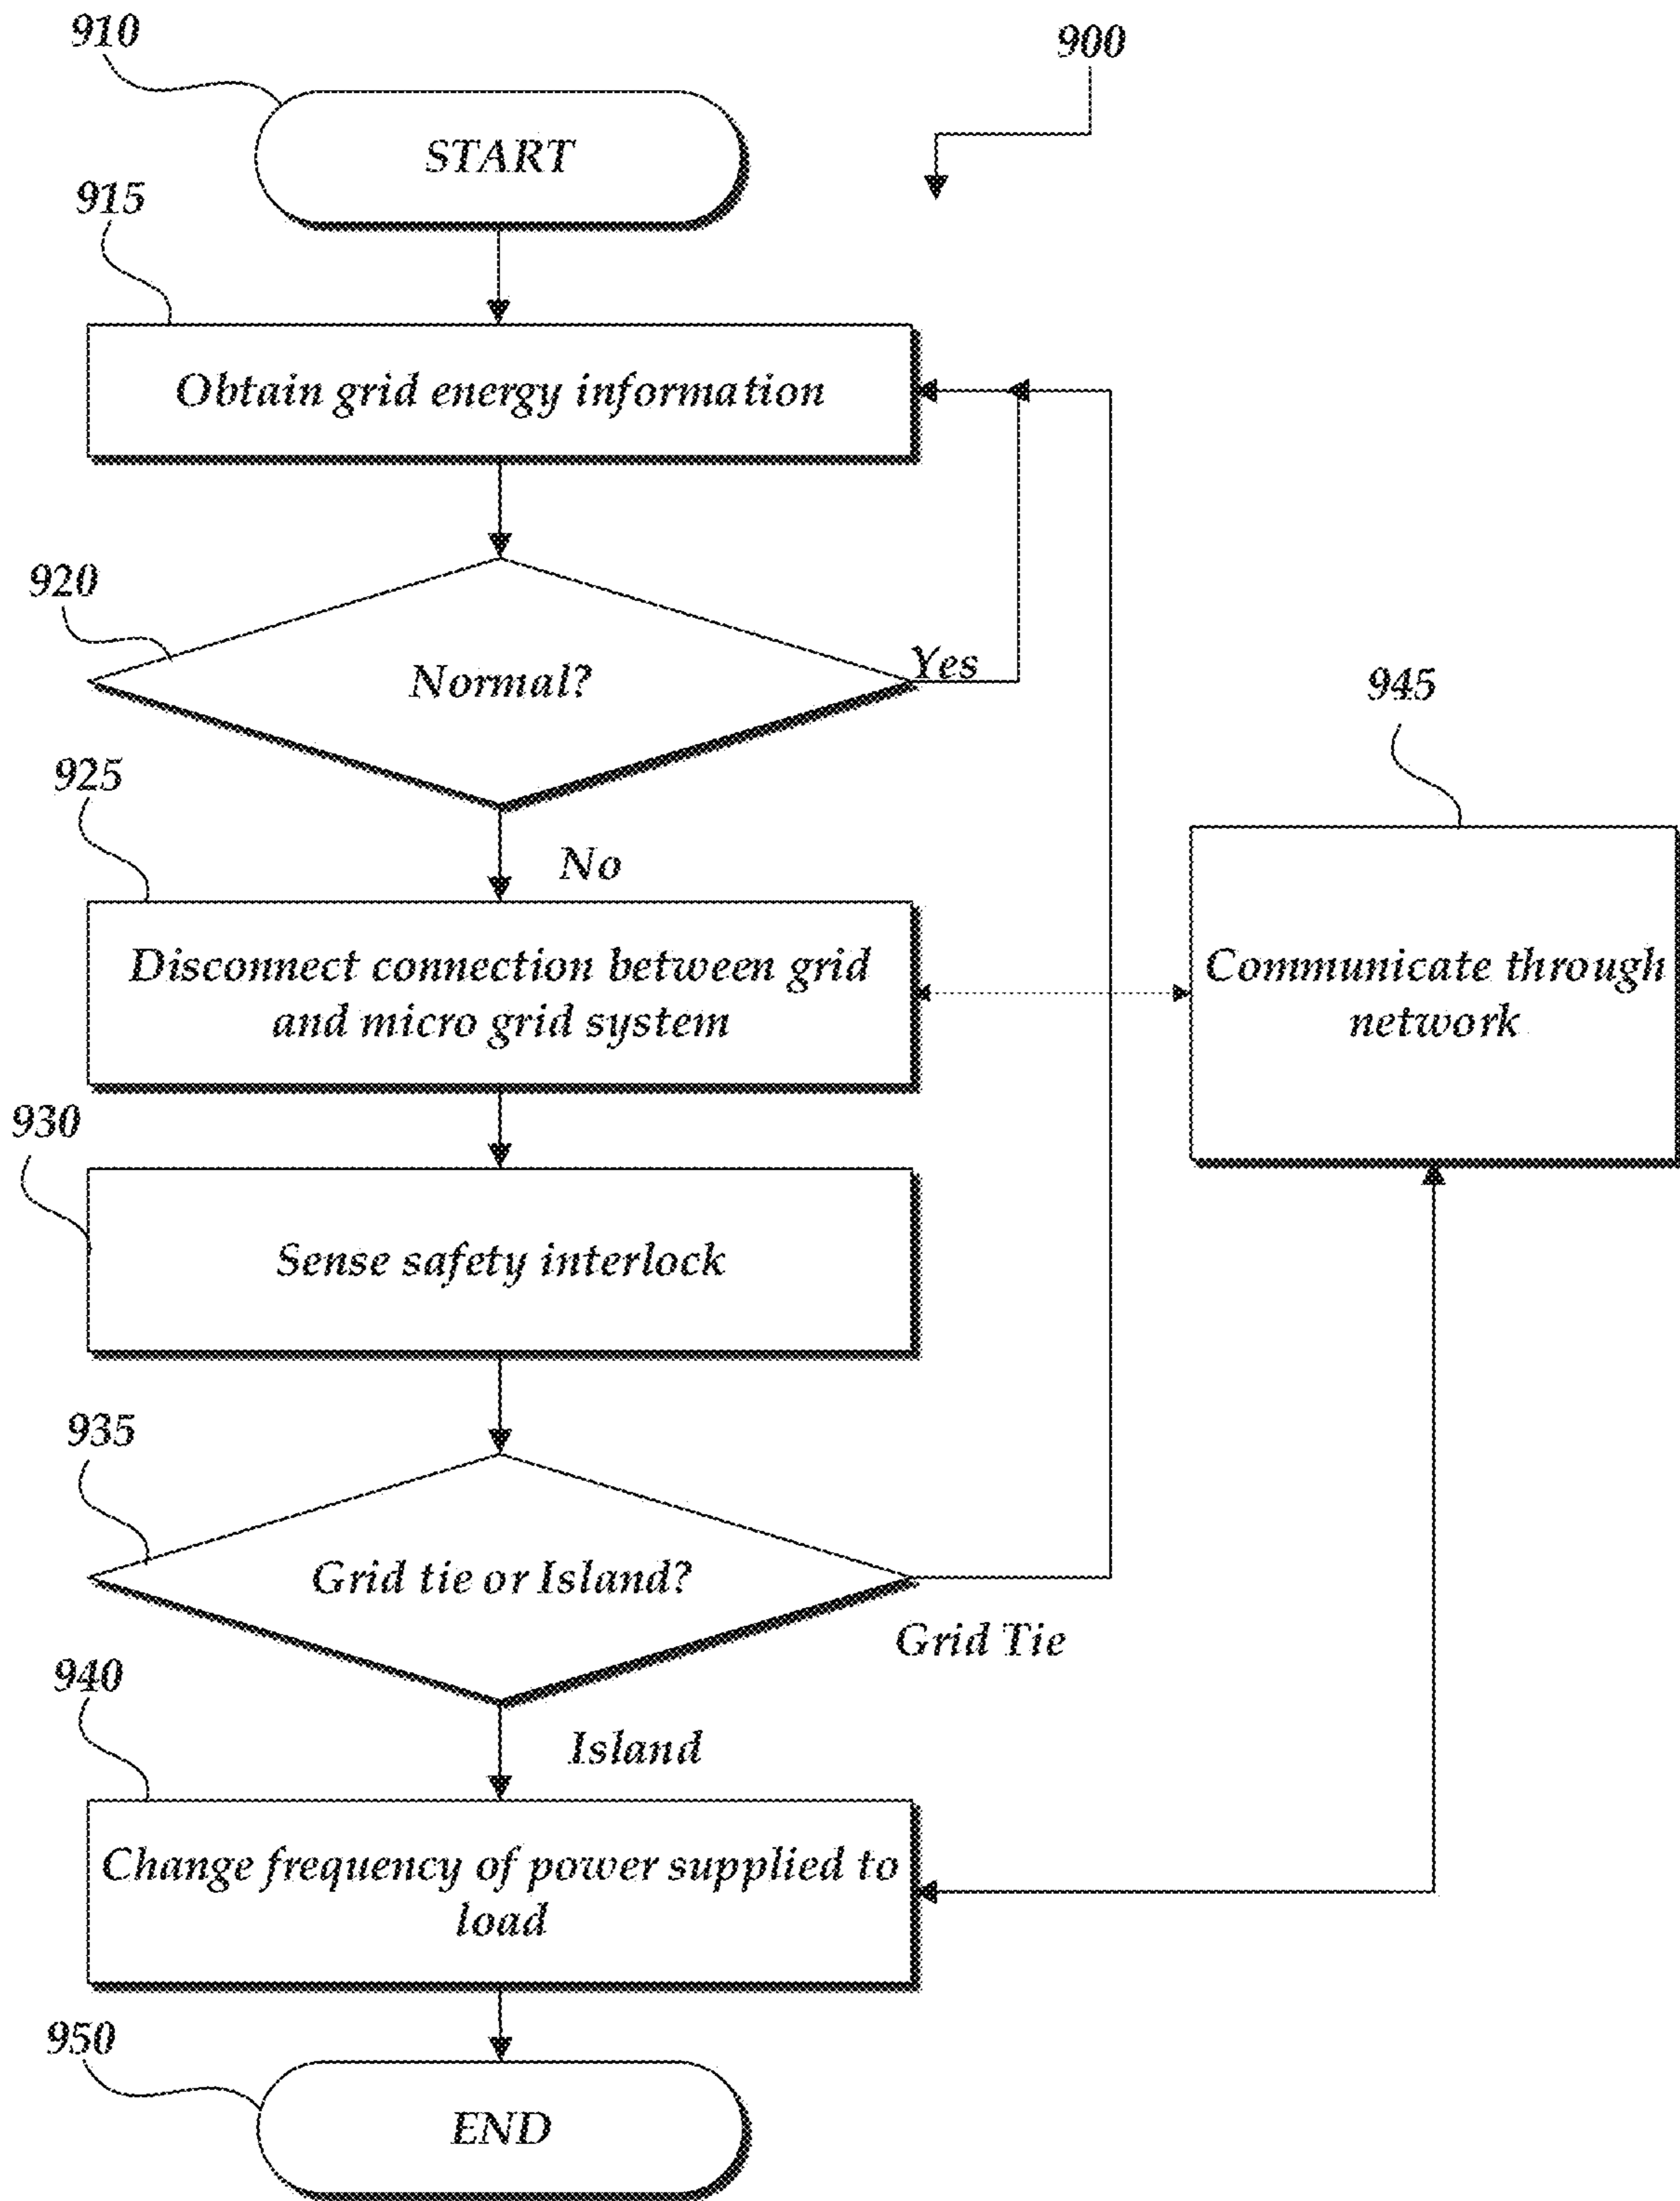 910
900
START
915
Obtain grid energy information
920
Normal?
Yes
945
925
No
Disconnect connection between grid
and micro grid system
Communicate through
network
930
Sense safety interlock
935
Grid tie or Island?
Grid Tie
940
Island
Change frequency of power supplied to
load
950
END